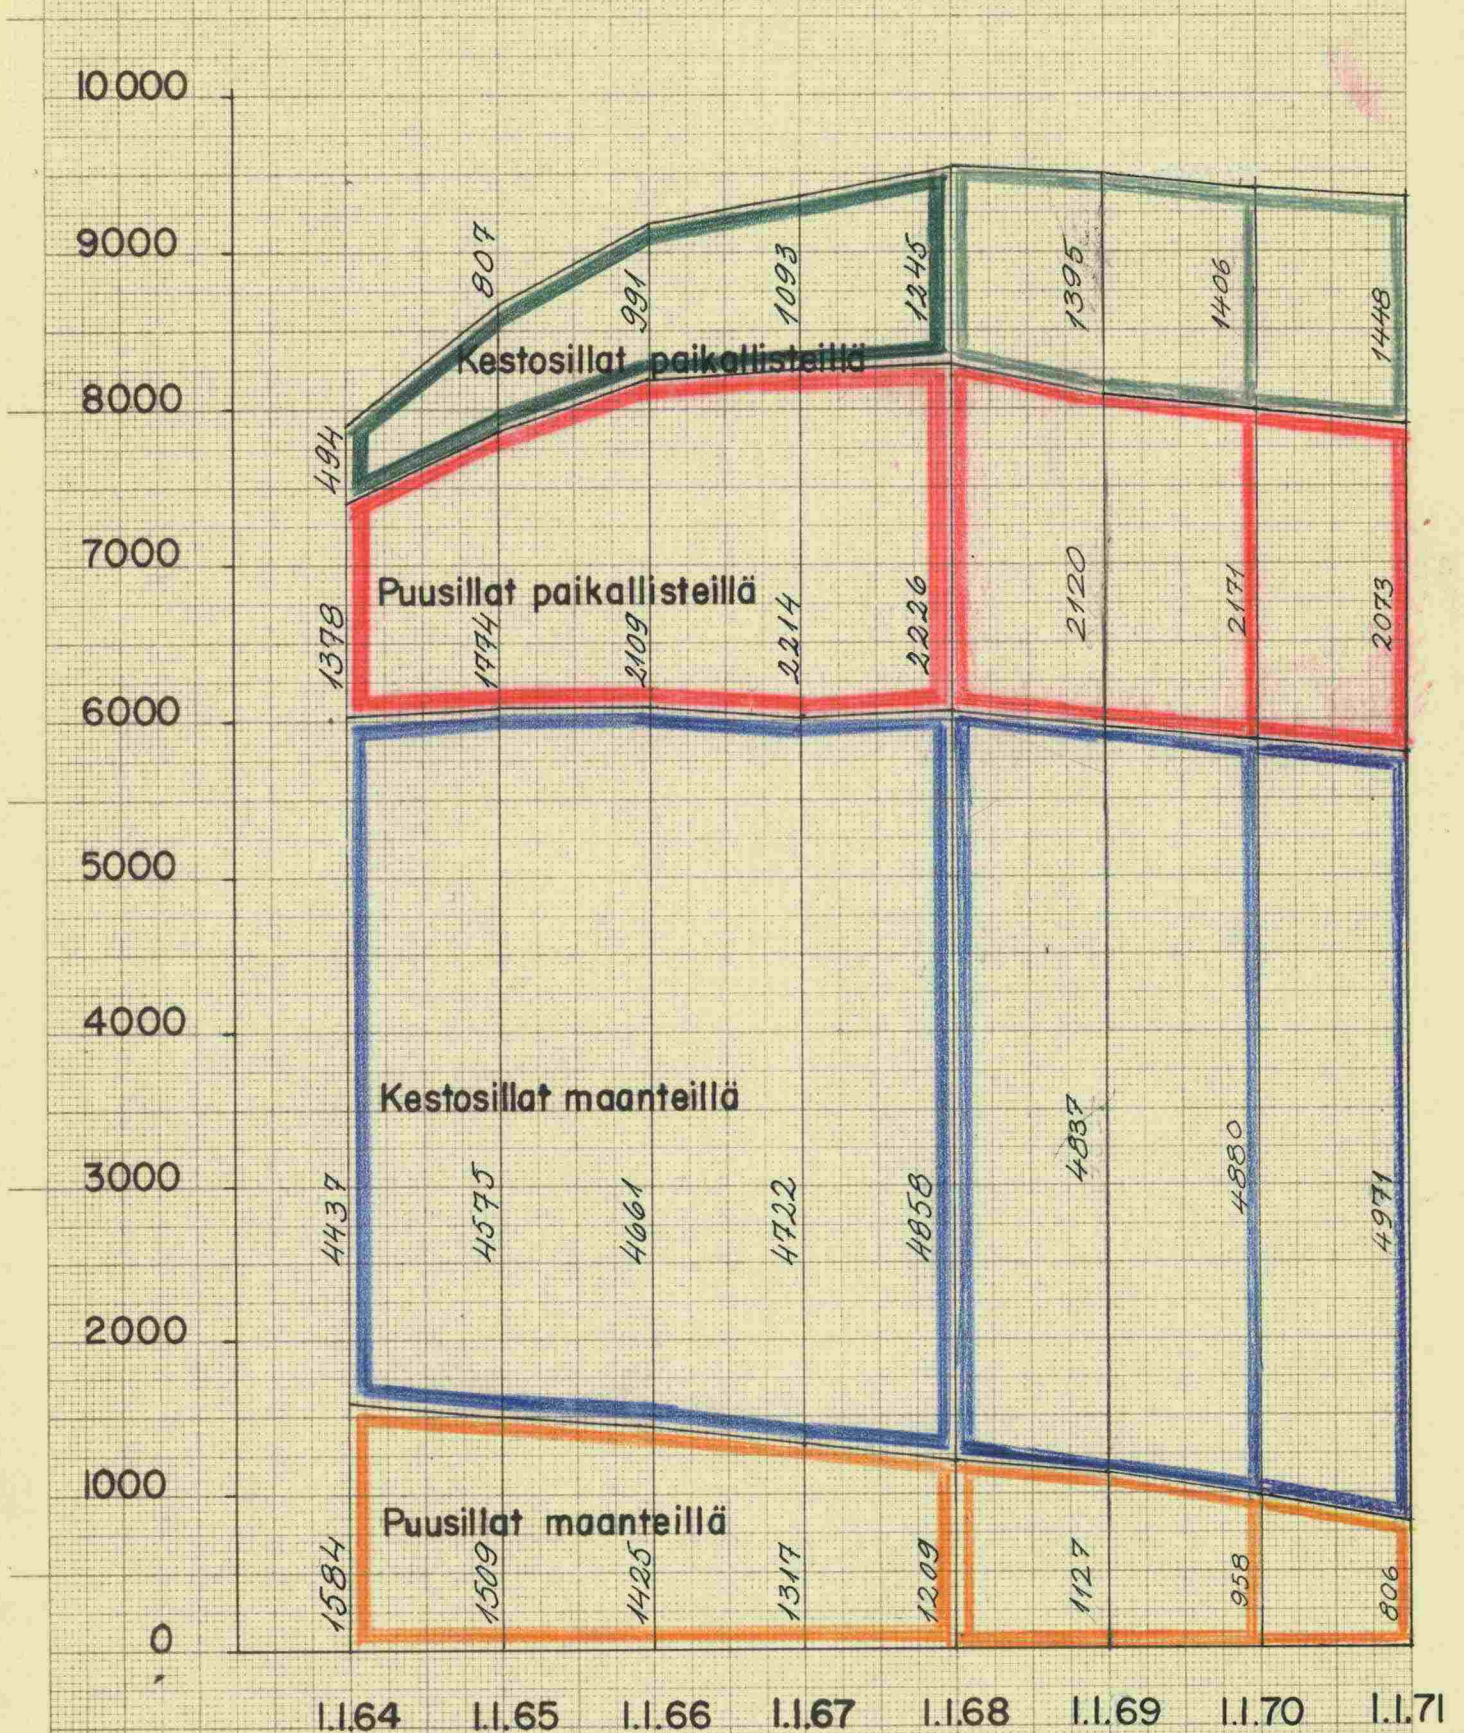 10000
9000
8000
7000
6000
5000
4000
3000
2000
1000
0
494 807 991 1093 1245 1395 1406 1448
Kestosillat paikallisteillä
1378 1774 2109 2214 2226 2120 2171 2073
Puusillat paikallisteillä
Kestosillat maanteillä
4437 4575 4661 4722 4858 4837 4880 4971
Puusillat maanteillä
1584 1509 1425 1317 1209 1127 958 806
1.1.64 1.1.65 1.1.66 1.1.67 1.1.68 1.1.69 1.1.70 1.1.71